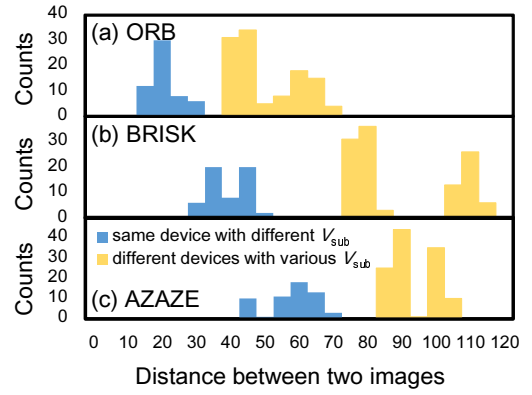 Counts
40
30
20
10
0
(a) ORB
Counts
30
20
10
0
(b) BRISK
Counts
40
30
20
10
0
same device with different Vsub
different devices with various Vsub
(c) AZAZE
0 10 20 30 40 50 60 70 80 90 100 110 120
Distance between two images